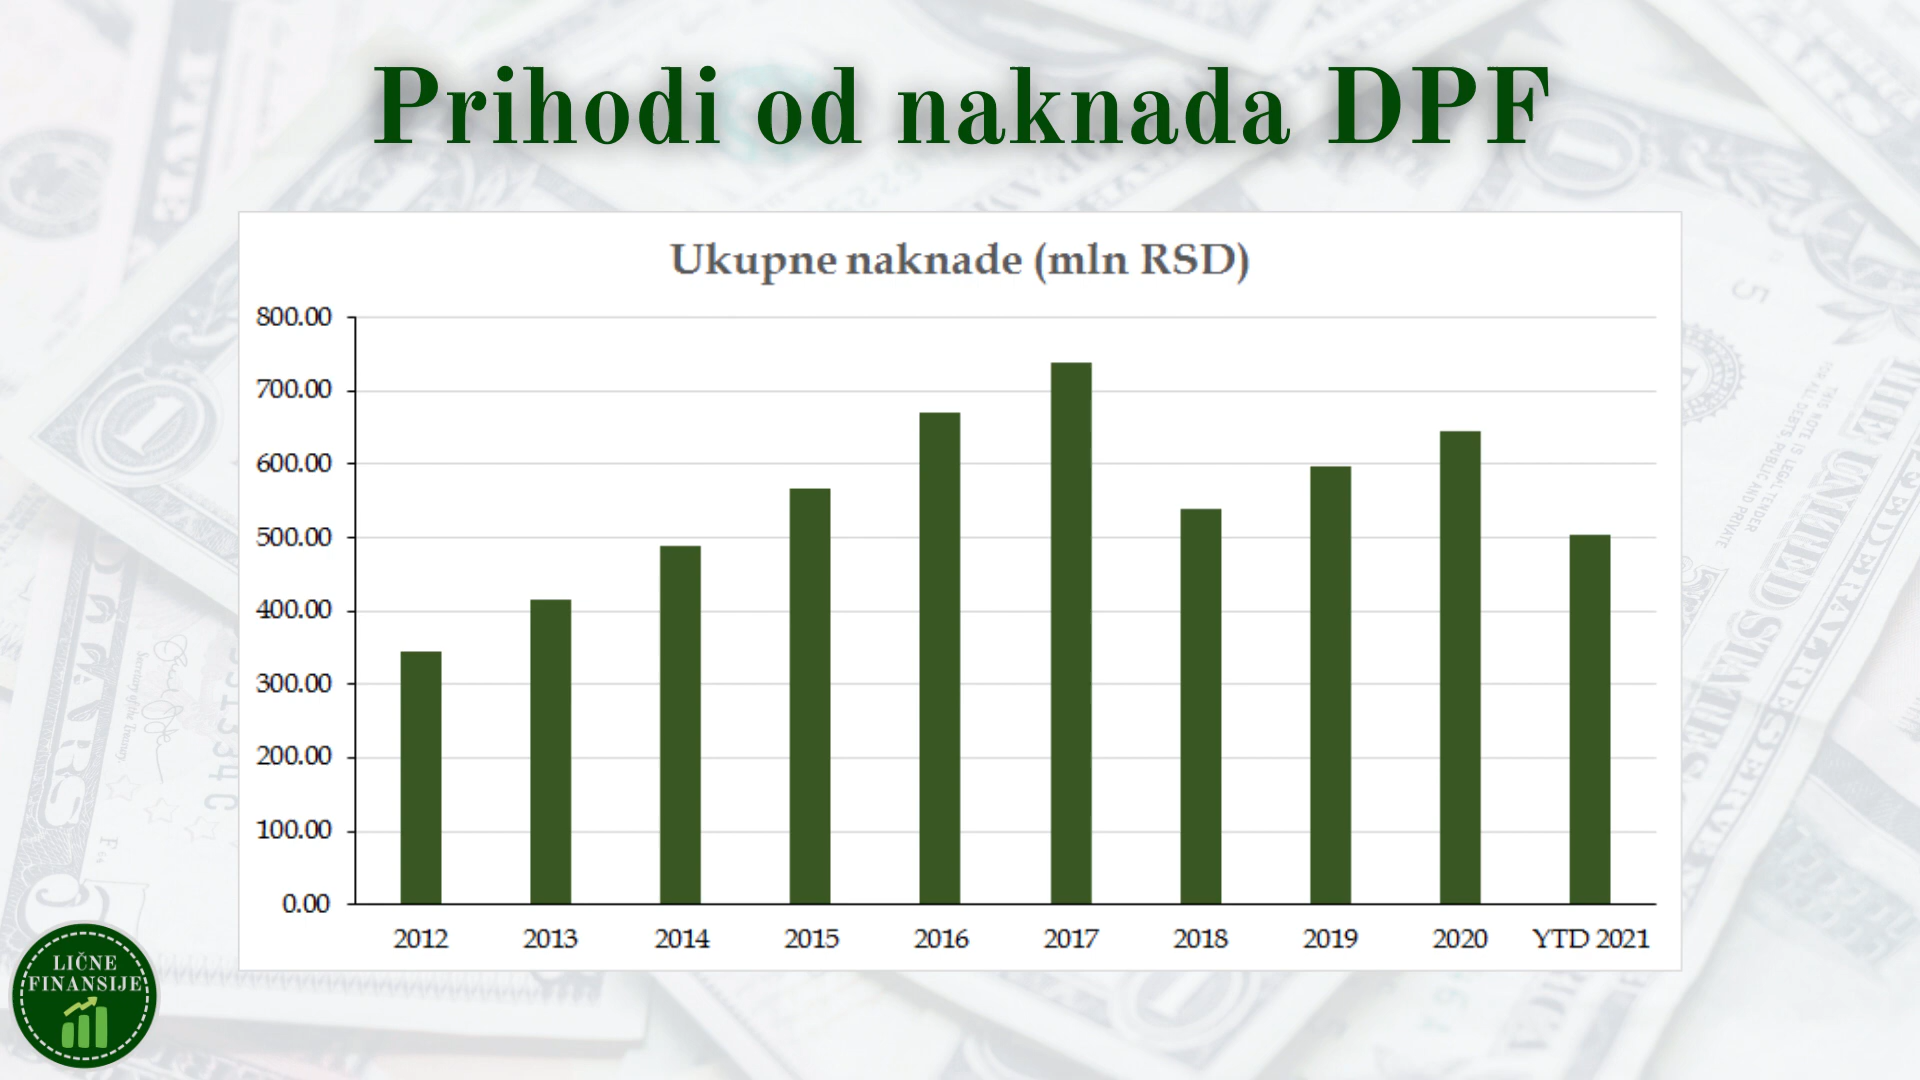 Prihodi od naknada DPF
Ukupne naknade (mln RSD)
800.00
700.00
600.00
500.00
400.00
300.00
200.00
100.00
0.00
2012 2013 2014 2015 2016 2017 2018 2019 2020 YTD 2021
LIČNE
FINANSIJE